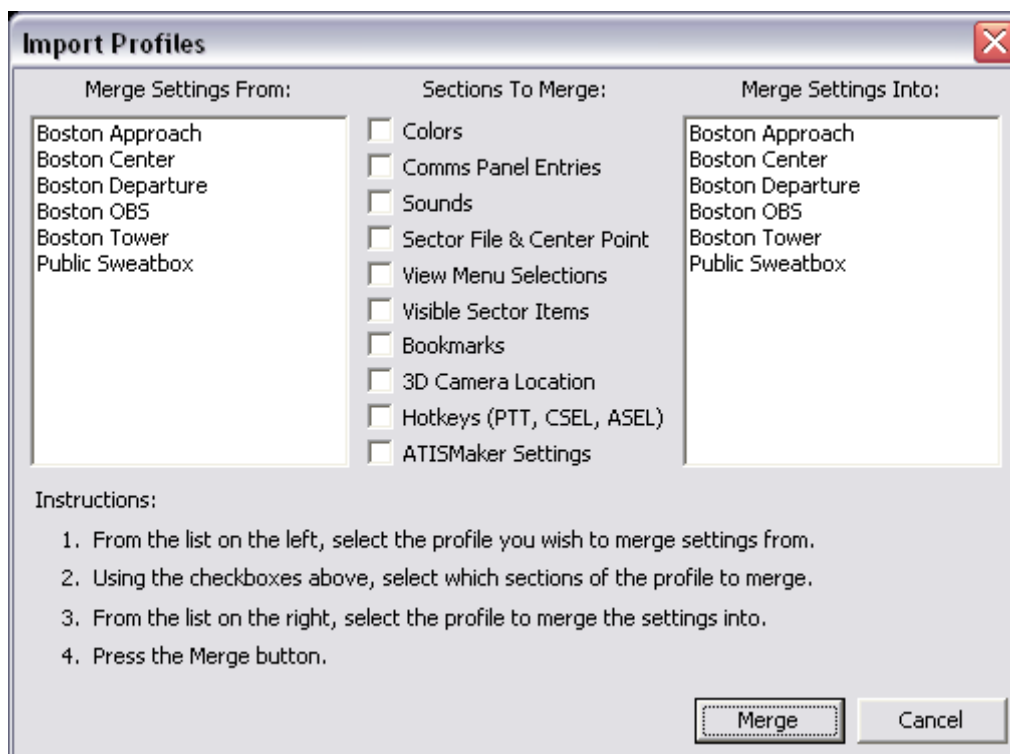 Import Profiles
Merge Settings From:
Sections To Merge:
Merge Settings Into:
Boston Approach
Boston Center
Boston Departure
Boston OBS
Boston Tower
Public Sweatbox
Colors
Comms Panel Entries
Sounds
Sector File & Center Point
View Menu Selections
Visible Sector Items
Bookmarks
3D Camera Location
Hotkeys (PTT, CSEL, ASEL)
ATISMaker Settings
Boston Approach
Boston Center
Boston Departure
Boston OBS
Boston Tower
Public Sweatbox
Instructions:
1. From the list on the left, select the profile you wish to merge settings from.
2. Using the checkboxes above, select which sections of the profile to merge.
3. From the list on the right, select the profile to merge the settings into.
4. Press the Merge button.
Merge
Cancel